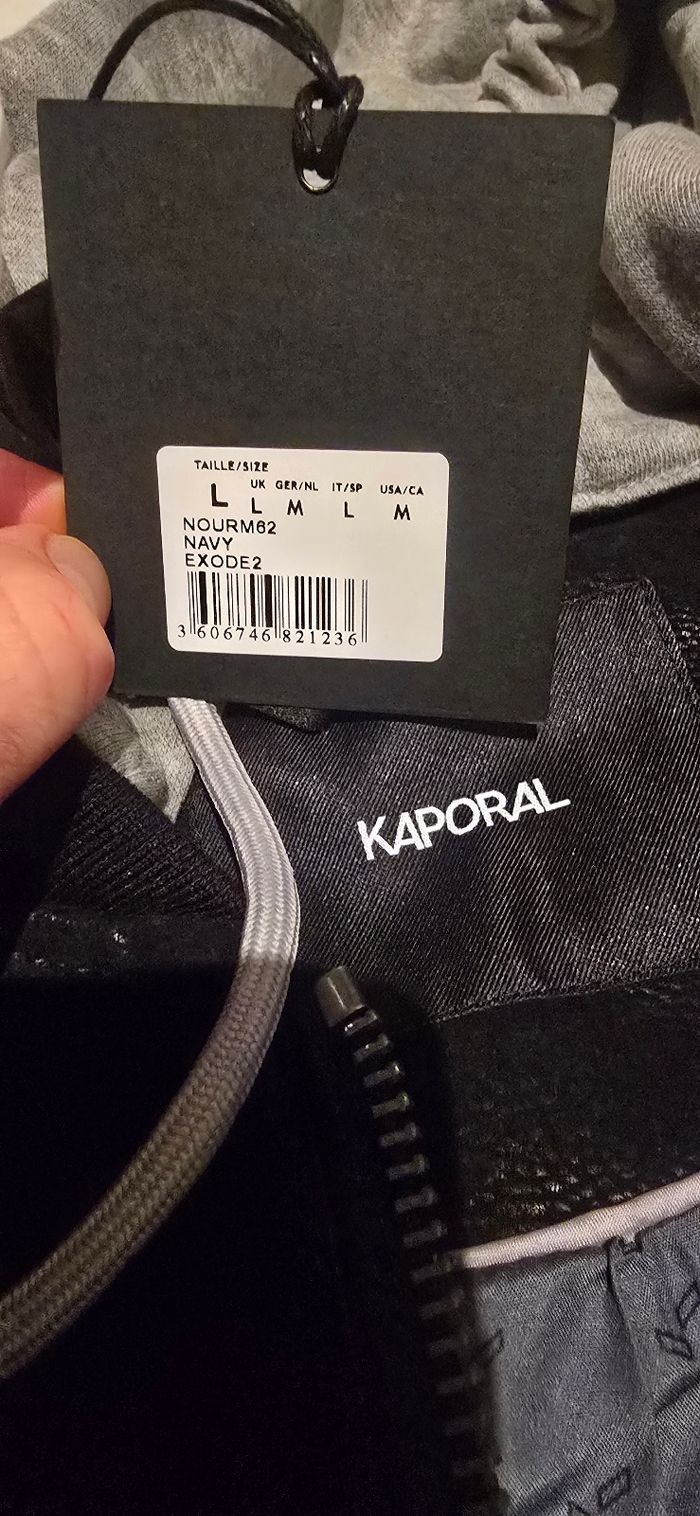 TAILLE/SIZE
UK GER/NL IT/SP USA/CA
L L M L M
NOURM62
NAVY
EXODE2
3 606746 821236
KAPORAL